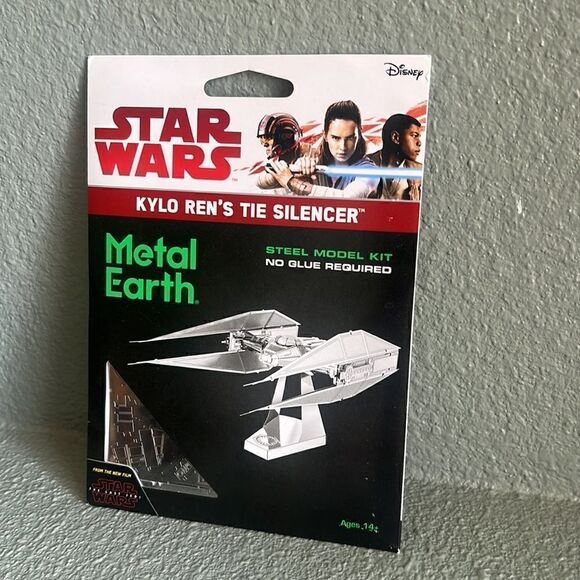 Disney
STAR
WARS
KYLO REN'S TIE SILENCER™
Metal
Earth®
STEEL MODEL KIT
NO GLUE REQUIRED
FROM THE NEW FILM
STAR
WARS
Ages 14+